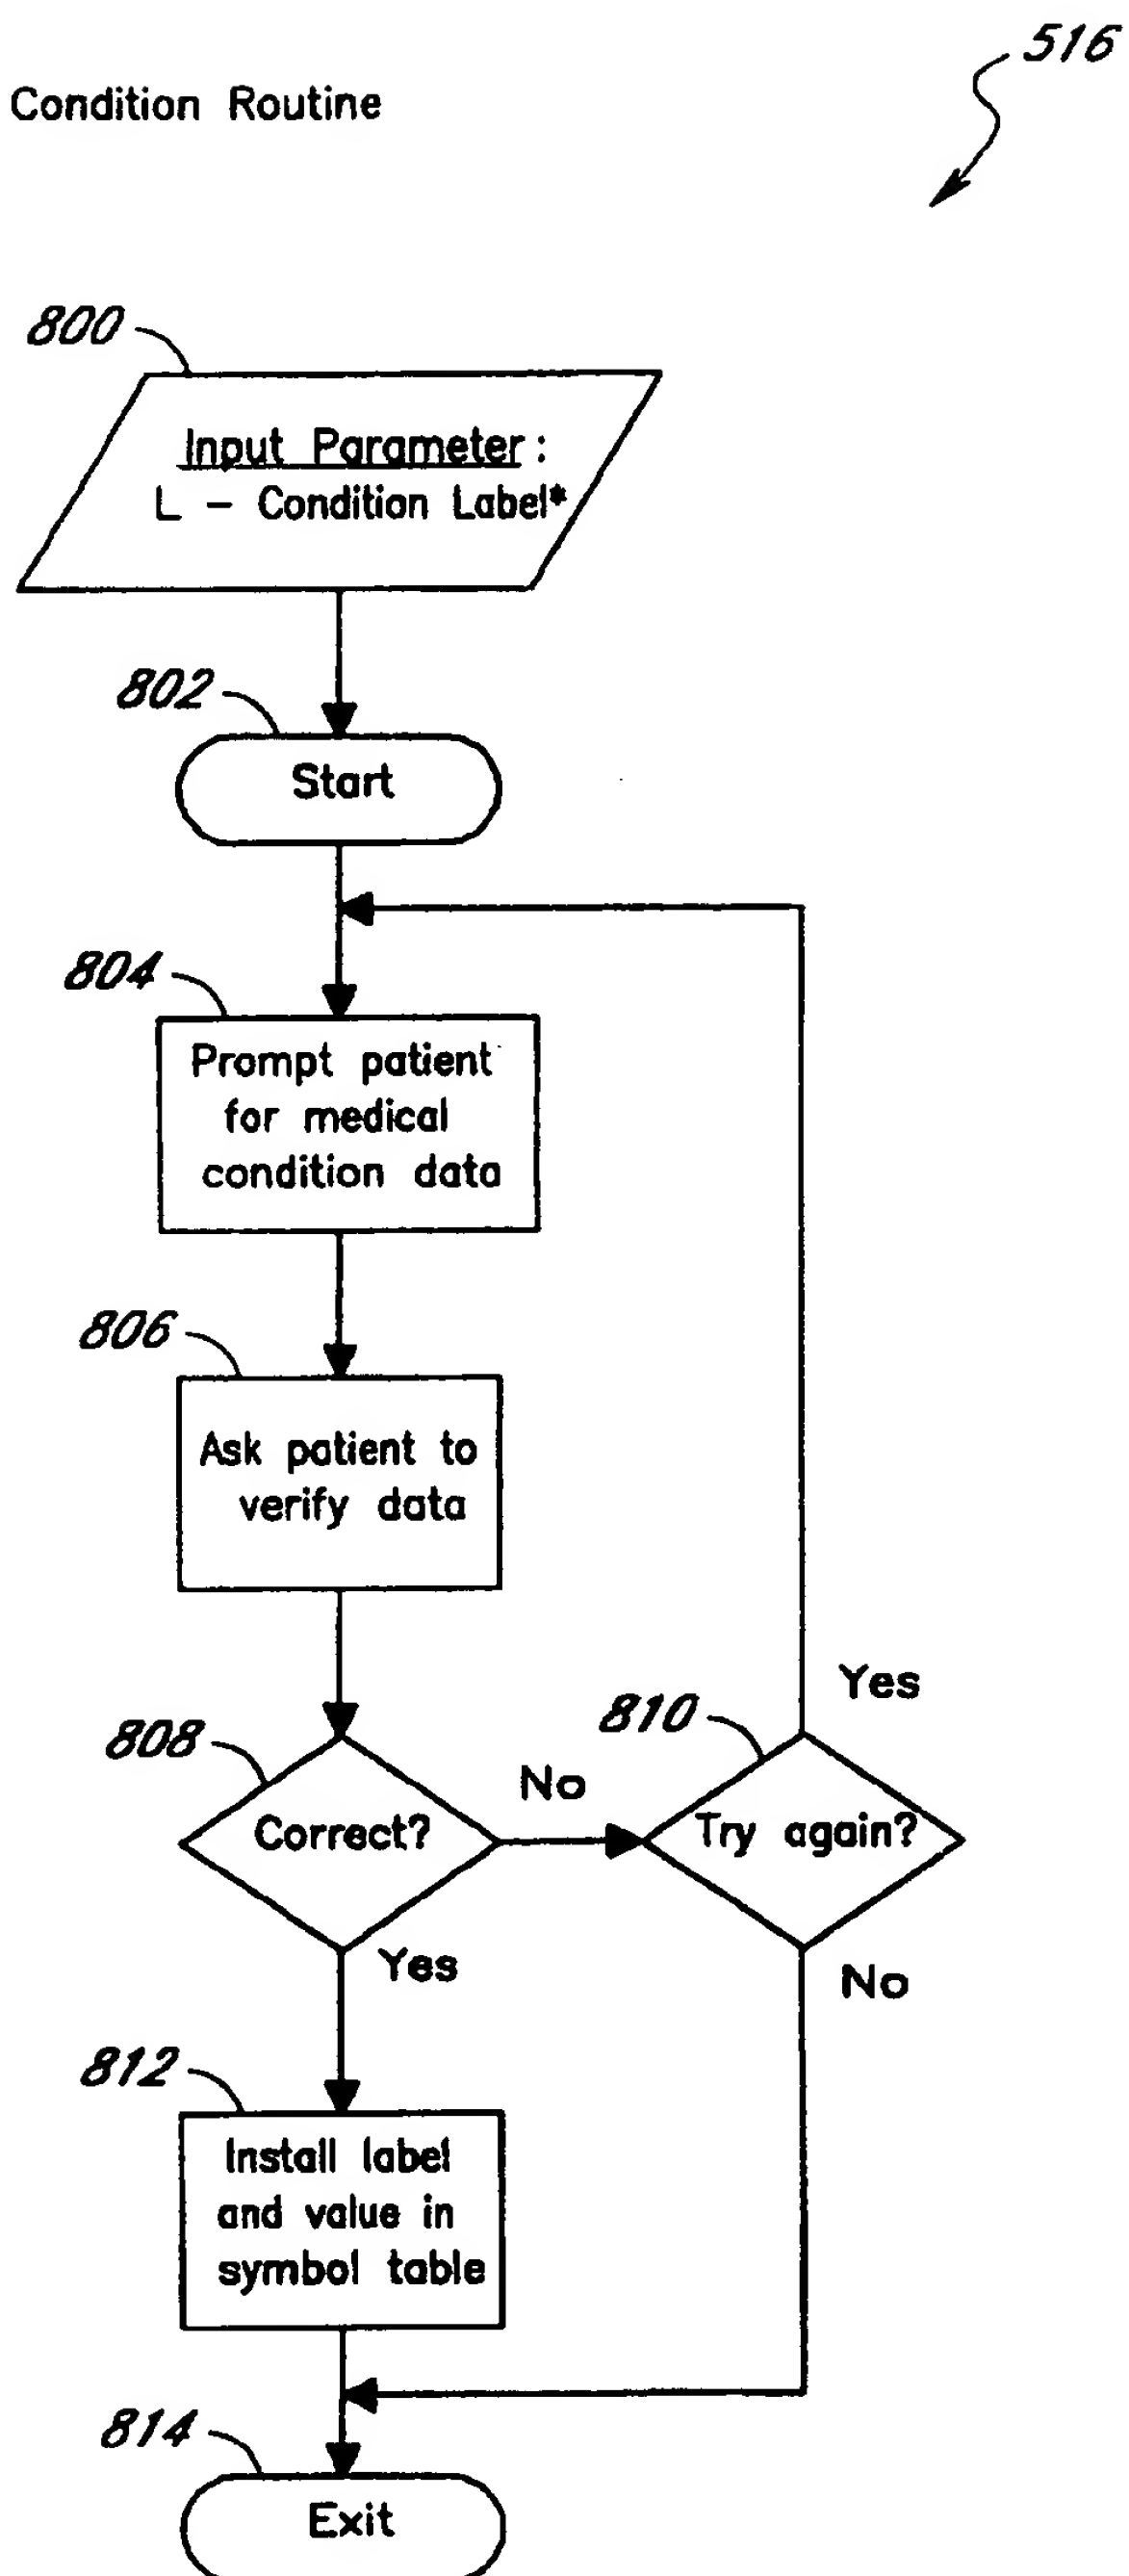 516
Condition Routine
800
Input Parameter:
L - Condition Label*
802
Start
804
Prompt patient
for medical
condition data
806
Ask patient to
verify data
Yes
808
810
No
Correct?
Try again?
Yes
No
812
Install label
and value in
symbol table
814
Exit